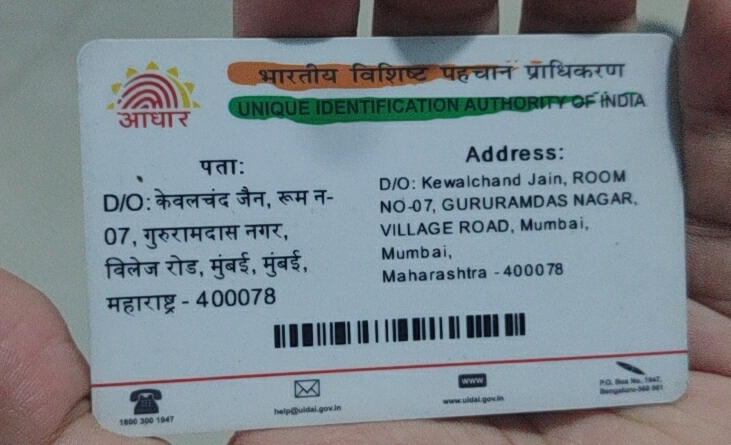 भारतीय विशिष्ट पहचान प्राधिकरण
UNIQUE IDENTIFICATION AUTHORITY OF INDIA
आधार
पता:
D/O: केवलचंद जैन, रूम न-
07, गुरुरामदास नगर,
विलेज रोड, मुंबई, मुंबई,
महाराष्ट्र - 400078
Address:
D/O: Kewalchand Jain, ROOM
NO-07, GURURAMDAS NAGAR,
VILLAGE ROAD, Mumbai,
Mumbai,
Maharashtra - 400078
1800 300 1947
help@uidai.gov.in
www
www.uidai.gov.in
P.O. Box No. 1947,
Bengaluru-560 001